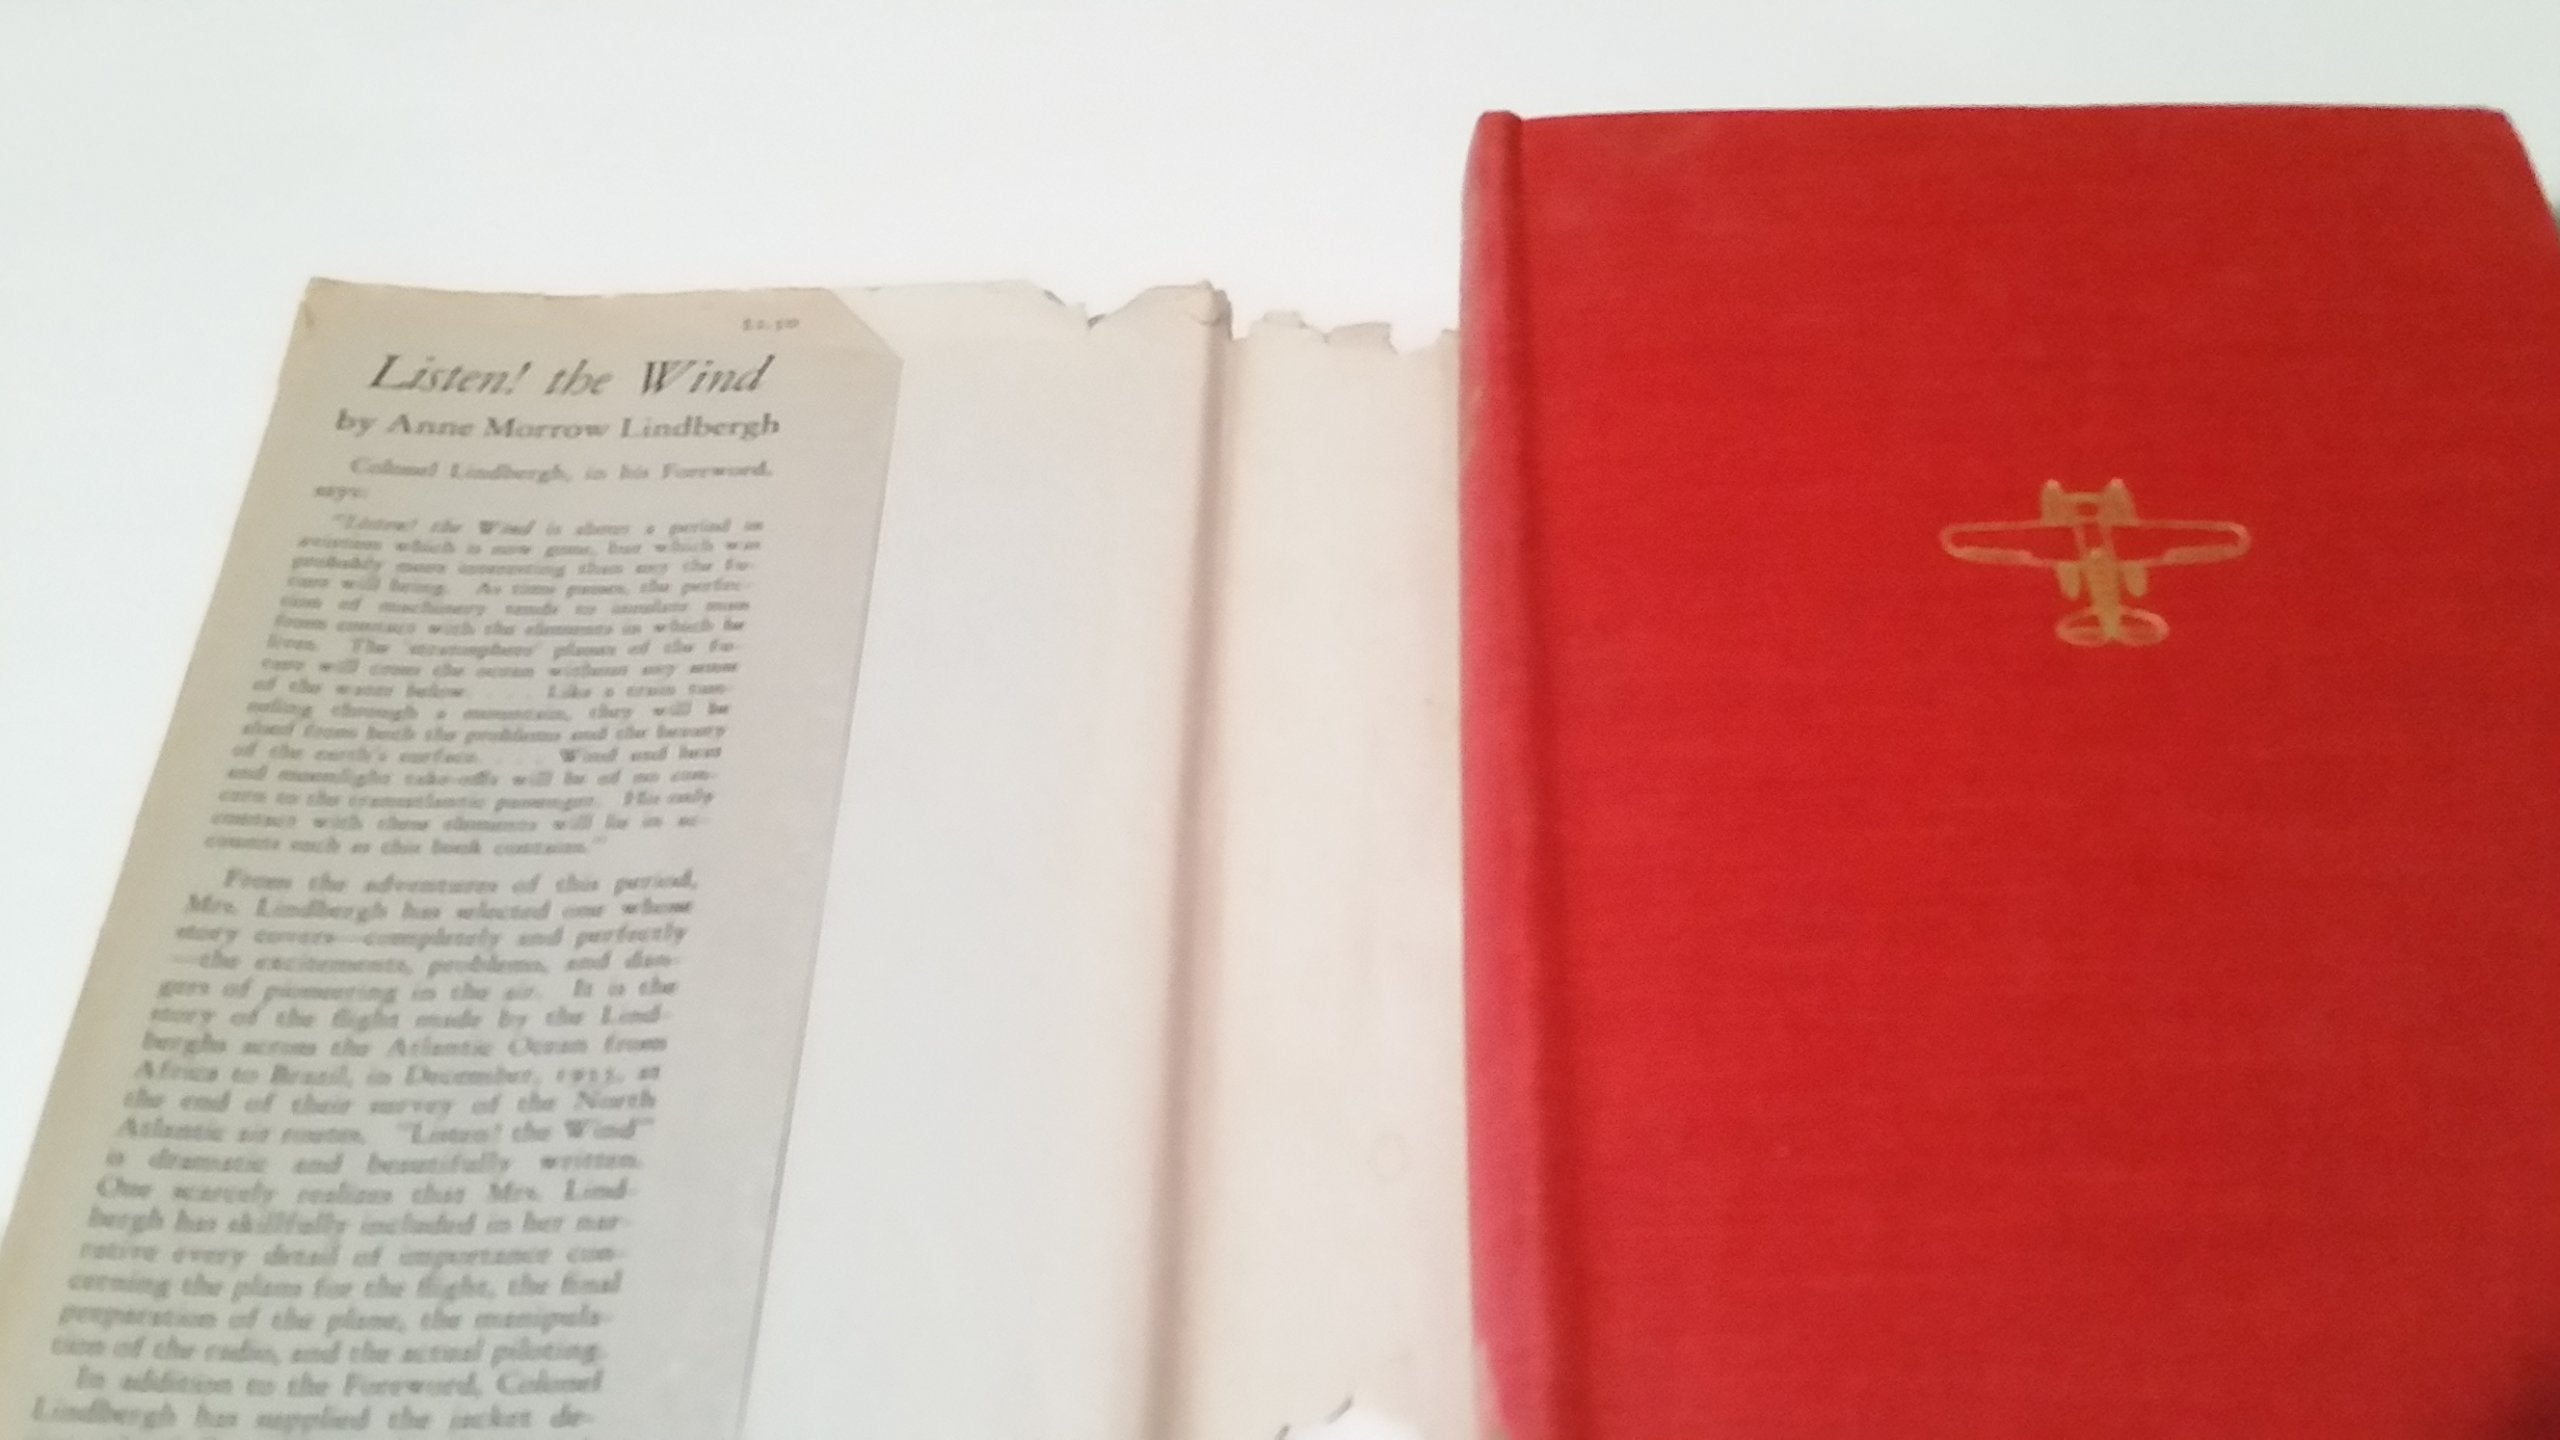 $2.50
Listen! the Wind
by Anne Morrow Lindbergh
Colonel Lindbergh, in his Foreword,
says:
"Listen! the Wind is about a period in
aviation which is now gone, but which was
probably more interesting than any the fu-
ture will bring. As time passes, the perfec-
tion of machinery tends to insulate man
from contact with the elements in which he
lives. The 'stratosphere' planes of the fu-
ture will cross the ocean without any sense
of the water below. . . . Like a train tun-
neling through a mountain, they will be
aloof from both the problems and the beauty
of the earth's surface. . . . Wind and heat
and moonlight take-offs will be of no con-
cern to the transatlantic passenger. His only
contact with these elements will lie in ac-
counts such as this book contains."
From the adventures of this period,
Mrs. Lindbergh has selected one whose
story covers—completely and perfectly
—the excitements, problems, and dan-
gers of pioneering in the air. It is the
story of the flight made by the Lind-
berghs across the Atlantic Ocean from
Africa to Brazil, in December, 1933, at
the end of their survey of the North
Atlantic air routes. "Listen! the Wind"
is dramatic and beautifully written.
One scarcely realizes that Mrs. Lind-
bergh has skillfully included in her nar-
rative every detail of importance con-
cerning the plans for the flight, the final
preparation of the plane, the manipula-
tion of the radio, and the actual piloting.
In addition to the Foreword, Colonel
Lindbergh has supplied the jacket de-